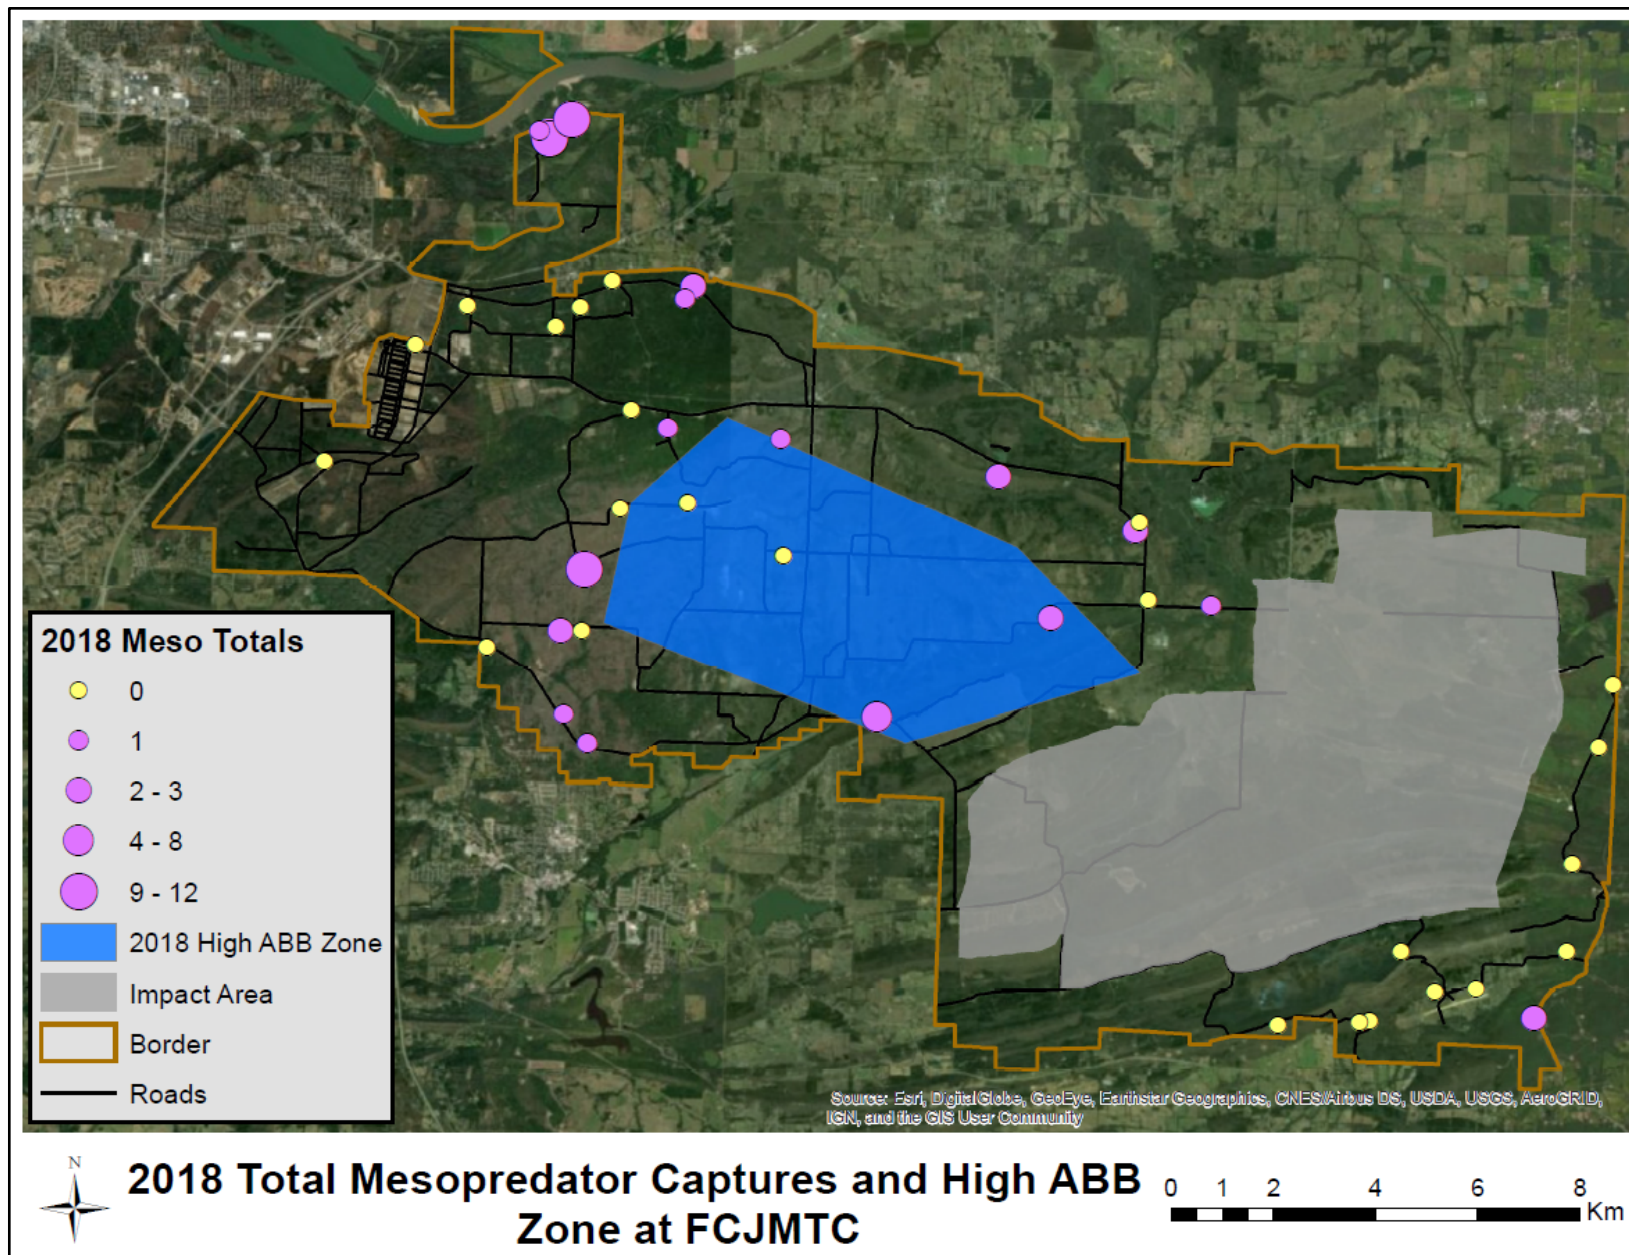 2018 Meso Totals
0
1
2 - 3
4 - 8
9 - 12
2018 High ABB Zone
Impact Area
Border
Roads
Source: Esri, DigitalGlobe, GeoEye, Earthstar Geographics, CNES/Airbus DS, USDA, USGS, AeroGRID,
IGN, and the GIS User Community
N
2018 Total Mesopredator Captures and High ABB
Zone at FCJMTC
0 1 2 4 6 8
Km